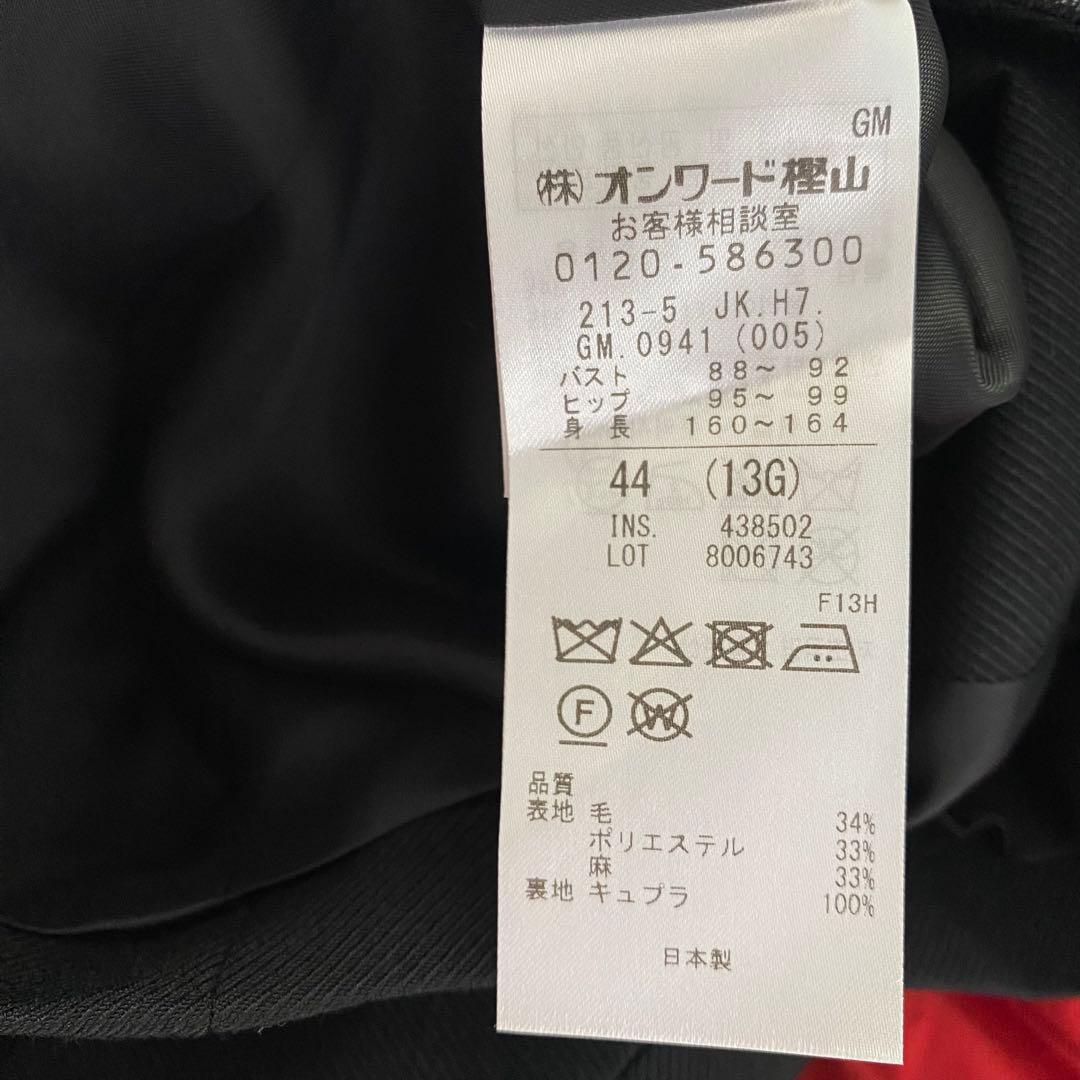 GM
(株)オンワード樫山
お客様相談室
0120-586300
213-5 JK.H7.
GM.0941 (005)
バスト 88〜 92
ヒップ 95〜 99
身長 160〜164
44 (13G)
INS. 438502
LOT 8006743
F13H
F
W
品質
表地 毛 34%
ポリエステル 33%
麻 33%
裏地 キュプラ 100%
日本製